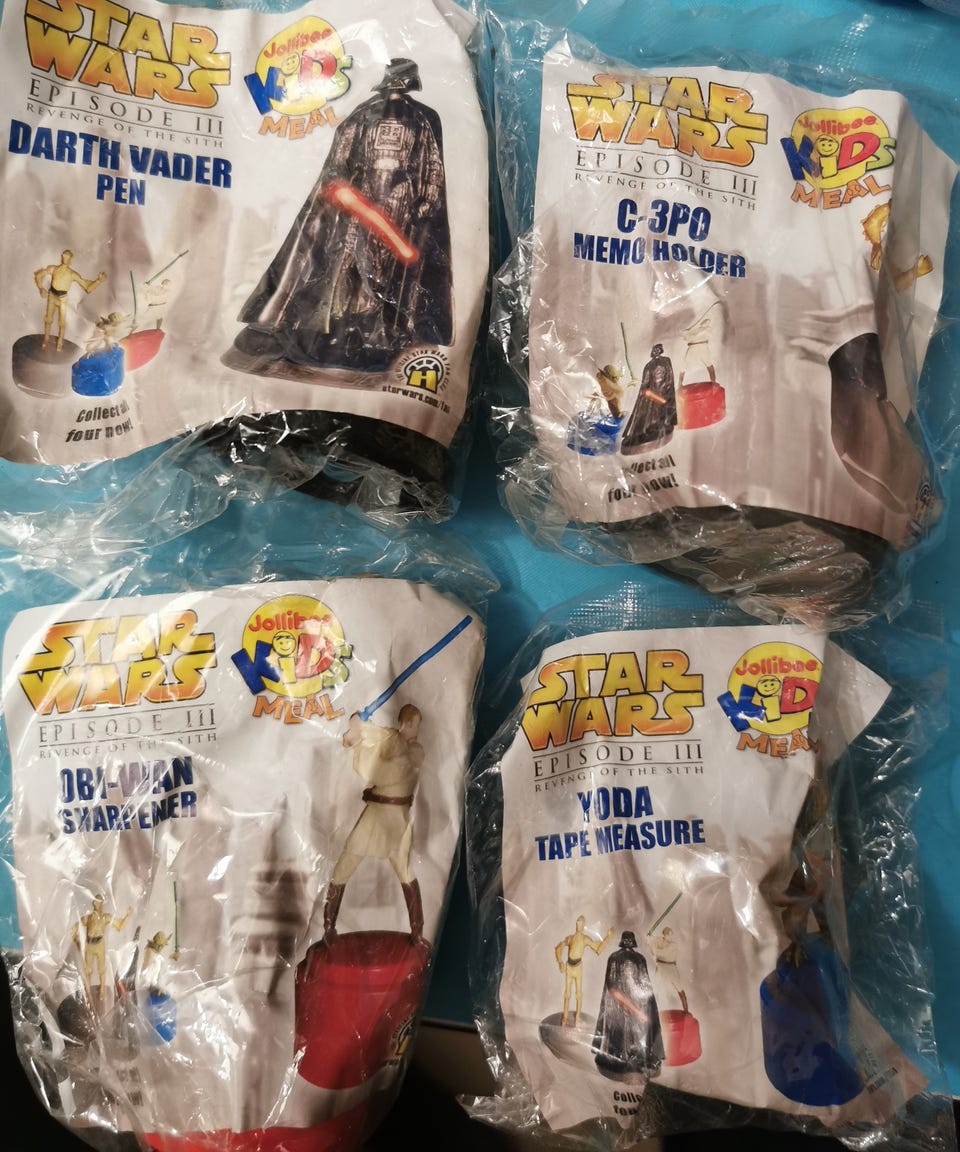 STAR
WARS
EPISODE III
REVENGE OF THE SITH
DARTH VADER
PEN
Jollibee
KiDS
MEAL
Collect all
four now!
H
starwars.com/
STAR
WARS
EPISODE III
REVENGE OF THE SITH
C-3PO
MEMO HOLDER
Jollibee
KiDS
MEAL
llect all
four now!
STAR
WARS
EPISODE III
REVENGE OF THE SITH
OBI-WAN
SHARPENER
Jollibee
KiDS
MEAL
STAR
WARS
EPISODE III
REVENGE OF THE SITH
YODA
TAPE MEASURE
Jollibee
KiD
MEA
Colle